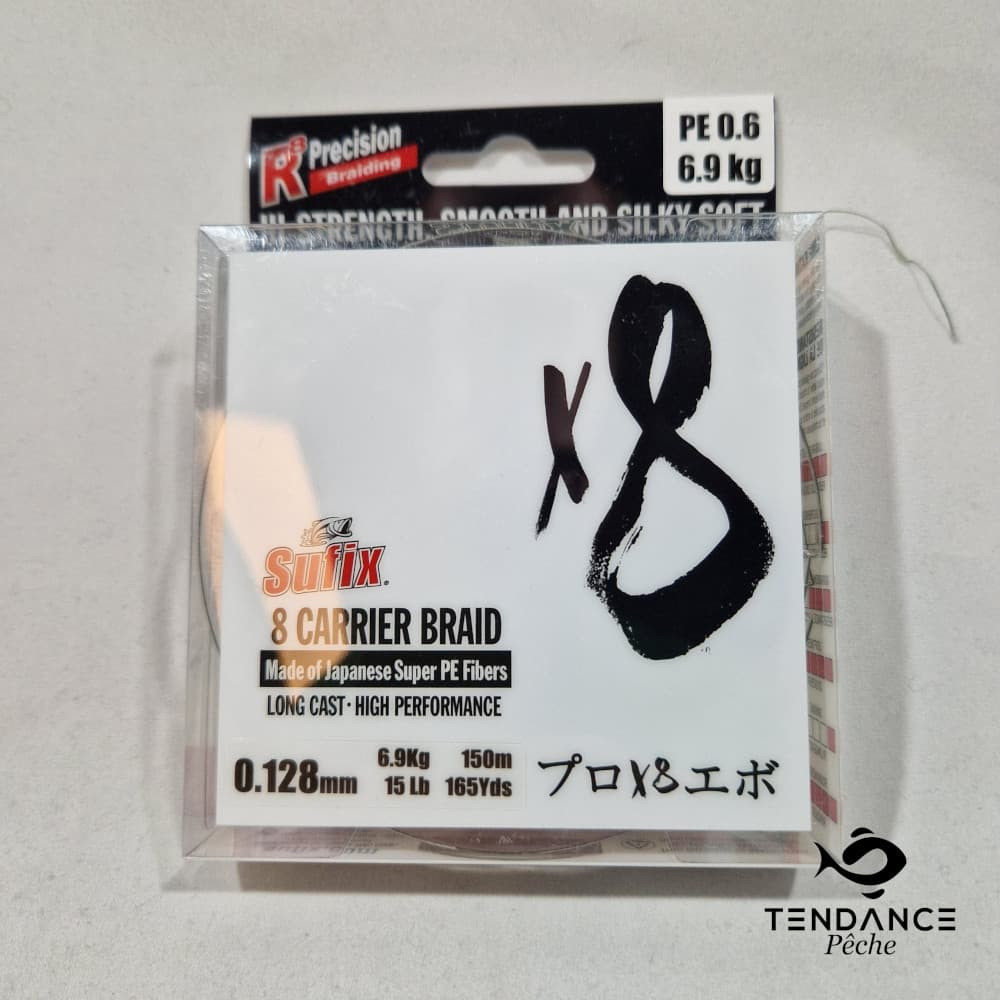 R8 Precision
Braiding
PE 0.6
6.9 kg
HI-STRENGTH, SMOOTH AND SILKY SOFT
x8
Sufix
8 CARRIER BRAID
Made of Japanese Super PE Fibers
LONG CAST · HIGH PERFORMANCE
0.128mm
6.9Kg 150m
15 Lb 165Yds
プロX8エボ
TENDANCE
Pêche